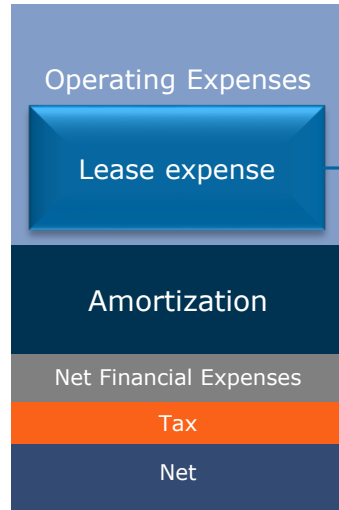 Operating Expenses
Lease expense
Amortization
Net Financial Expenses
Tax
Net